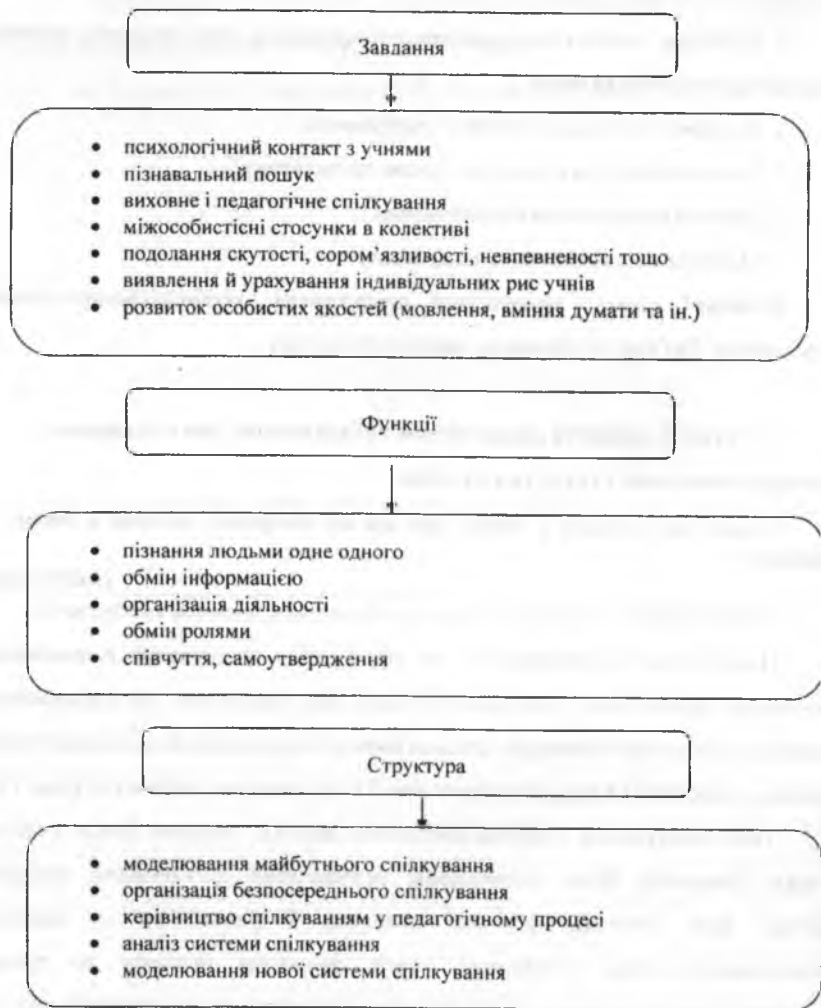 Завлання
• психологічний контакт з учнями
• пізнавальний пошук
• виховне і педагогічне спілкування
• міжособистісні стосунки в колективі
• подолання скутості, сором’язливості, невпевненості тощо
• виявлення й урахування індивідуальних рис учнів
• розвиток особистих якостей (мовлення, вміння думати та ін.)
Функції
• пізнання людьми одне одного
• обмін інформацією
• організація діяльності
• обмін ролями
• співчуття, самоутвердження
Структура
• моделювання майбутнього спілкування
• організація безпосереднього спілкування
• керівництво спілкуванням у педагогічному процесі
• аналіз системи спілкування
• моделювання нової системи спілкування